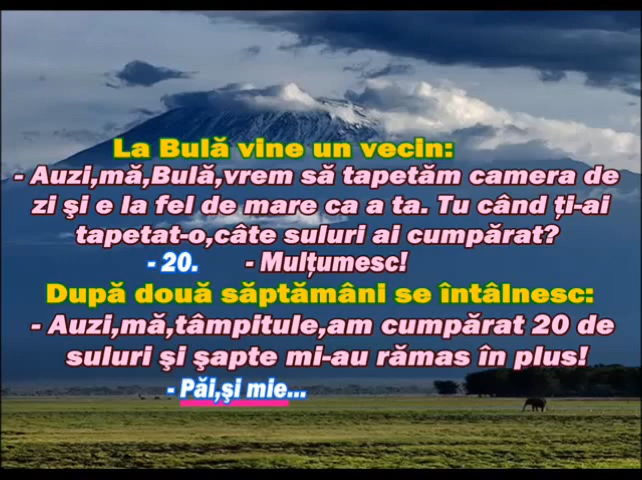 La Bulă vine un vecin:
- Auzi,mă,Bulă,vrem să tapetăm camera de
zi şi e la fel de mare ca a ta. Tu când ţi-ai
tapetat-o,câte suluri ai cumpărat?
- 20. - Mulţumesc!
După două săptămâni se întâlnesc:
- Auzi,mă,tâmpitule,am cumpărat 20 de
suluri şi şapte mi-au rămas în plus!
- Păi,şi mie...